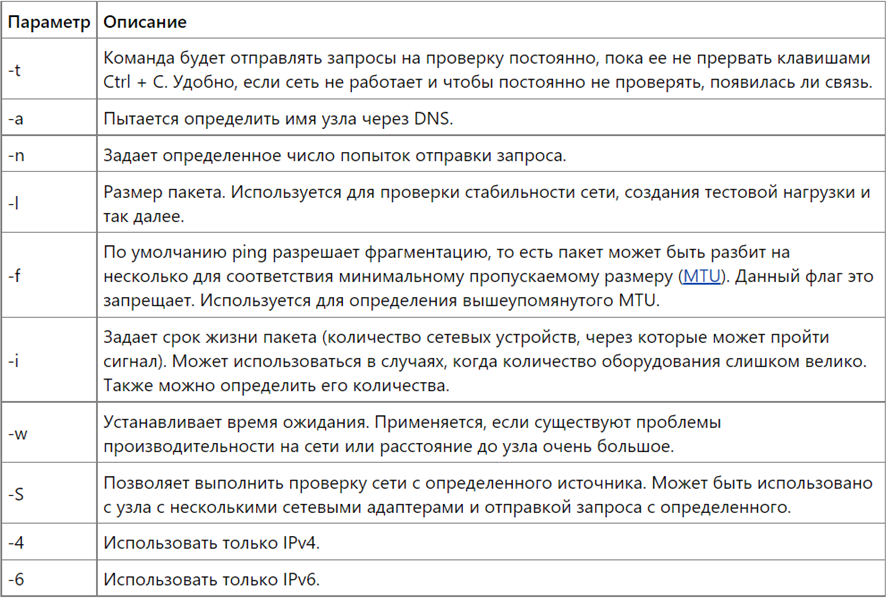 Параметр Описание
-t
Команда будет отправлять запросы на проверку постоянно, пока ее не прервать клавишами
Ctrl + C. Удобно, если сеть не работает и чтобы постоянно не проверять, появилась ли связь.
-a Пытается определить имя узла через DNS.
-n Задает определенное число попыток отправки запроса.
-l
Размер пакета. Используется для проверки стабильности сети, создания тестовой нагрузки и
так далее.
-f
По умолчанию ping разрешает фрагментацию, то есть пакет может быть разбит на
несколько для соответствия минимальному пропускаемому размеру (MTU). Данный флаг это
запрещает. Используется для определения вышеупомянутого MTU.
-i
Задает срок жизни пакета (количество сетевых устройств, через которые может пройти
сигнал). Может использоваться в случаях, когда количество оборудования слишком велико.
Также можно определить его количества.
-w
Устанавливает время ожидания. Применяется, если существуют проблемы
производительности на сети или расстояние до узла очень большое.
-S
Позволяет выполнить проверку сети с определенного источника. Может быть использовано
с узла с несколькими сетевыми адаптерами и отправкой запроса с определенного.
-4 Использовать только IPv4.
-6 Использовать только IPv6.